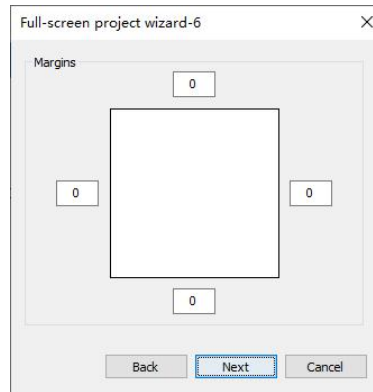 Full-screen project wizard-6
Margins
0
0 0
0
Back Next Cancel